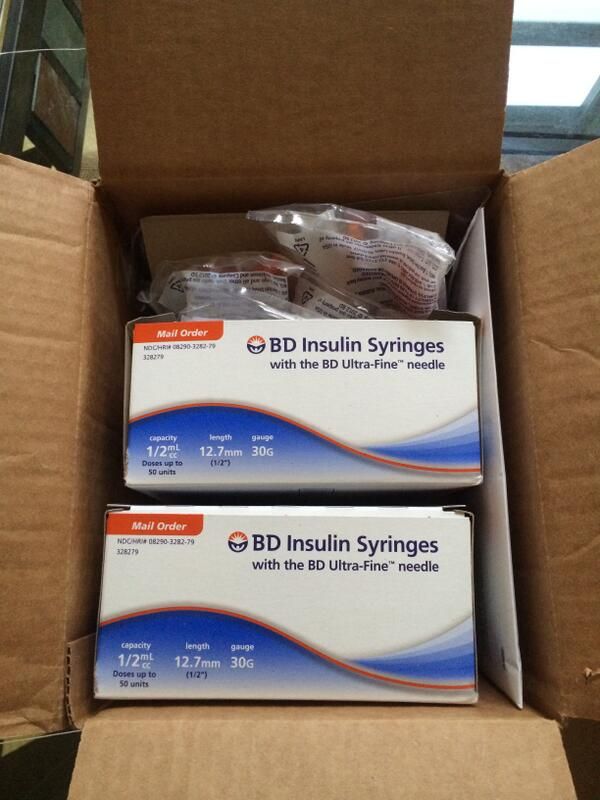 Mail Order
NDC/HRI# 08290-3282-79
328279
BD Insulin Syringes
with the BD Ultra-Fine™ needle
capacity length gauge
1/2 mL cc 12.7mm 30G
Doses up to (1/2")
50 units
Mail Order
NDC/HRI# 08290-3282-79
328279
BD Insulin Syringes
with the BD Ultra-Fine™ needle
capacity length gauge
1/2 mL cc 12.7mm 30G
Doses up to (1/2")
50 units